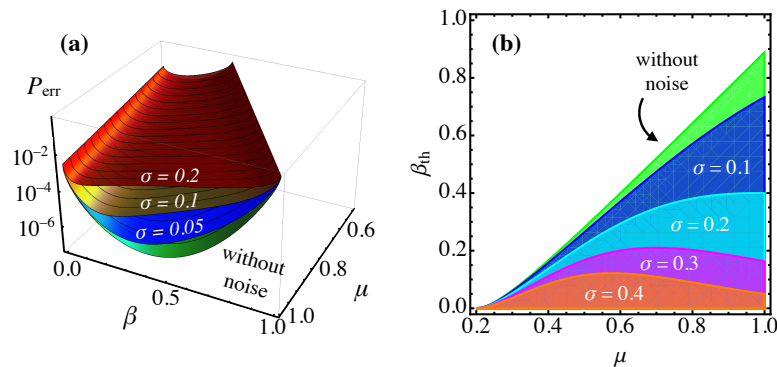 (a)
P_err
10^−2
10^−4
10^−6
σ = 0.2
σ = 0.1
σ = 0.05
without
noise
0.0
0.5
1.0
β
0.6
0.8
1.0
μ
(b)
without
noise
1.0
0.8
0.6
0.4
0.2
0.0
β_th
σ = 0.1
σ = 0.2
σ = 0.3
σ = 0.4
0.2
0.4
0.6
0.8
1.0
μ